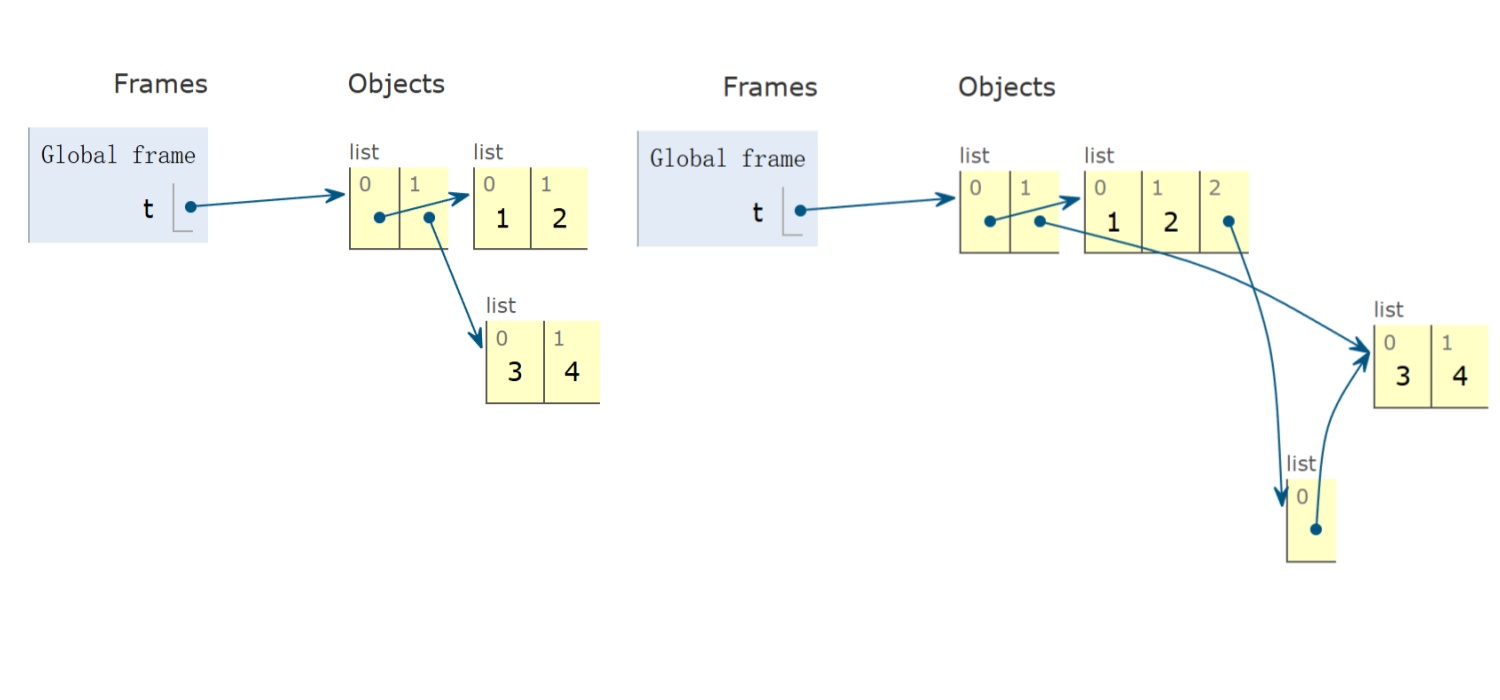 Frames Objects
Global frame
t
list list
0 1 0 1
1 2
list
0 1
3 4
Frames Objects
Global frame
t
list list
0 1 0 1 2
1 2
list
0 1
3 4
list
0